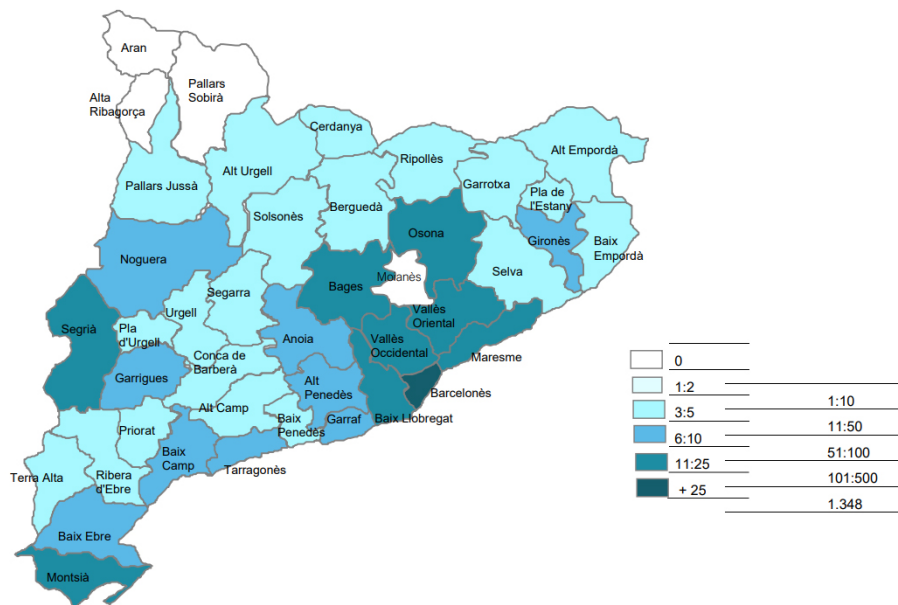 Aran
Pallars
Sobirà
Alta
Ribagorça
Cerdanya
Alt Urgell
Ripollès
Alt Empordà
Pallars Jussà
Garrotxa
Pla de
l'Estany
Berguedà
Solsonès
Osona
Gironès
Baix
Empordà
Noguera
Selva
Moianès
Bages
Segarra
Urgell
Vallès
Oriental
Segrià
Pla
d'Urgell
Anoia
Vallès
Occidental
Maresme
Conca de
Barberà
Garrigues
Alt
Penedès
Barcelonès
Alt Camp
Baix
Penedès
Garraf
Baix Llobregat
Priorat
Baix
Camp
Tarragonès
Terra Alta
Ribera
d'Ebre
Baix Ebre
Montsià
0
1:2
3:5
6:10
11:25
+ 25
1:10
11:50
51:100
101:500
1.348